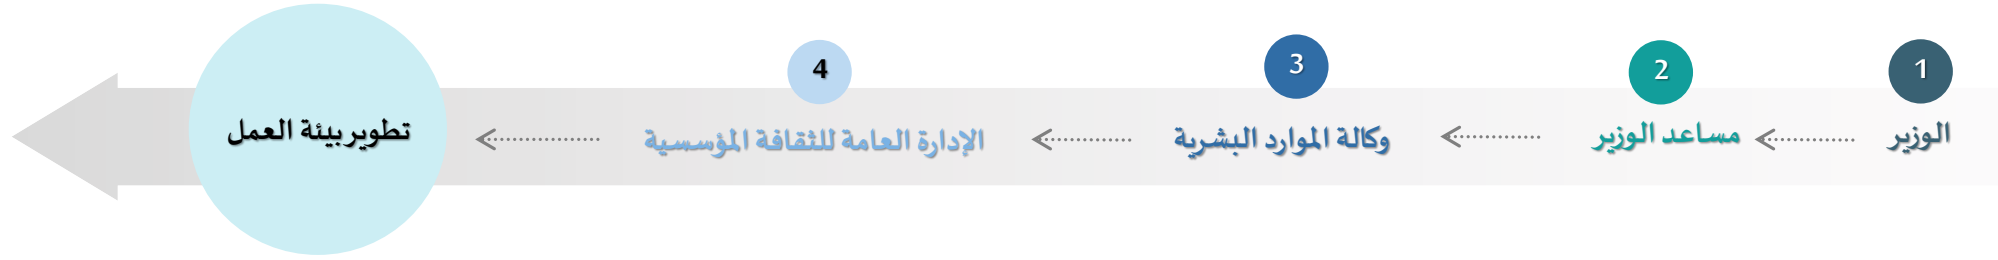 1
الوزير
2
مساعد الوزير
3
وكالة الموارد البشرية
4
الإدارة العامة للثقافة المؤسسية
تطوير بيئة العمل